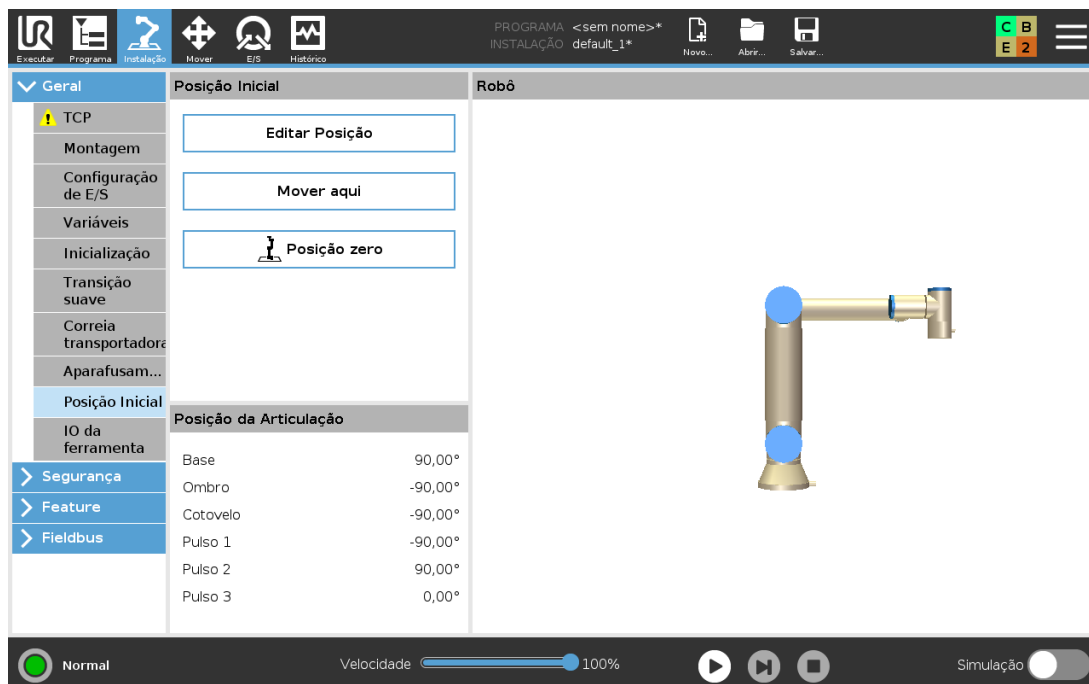 PROGRAMA <sem nome>*
INSTALAÇÃO default_1*
UR
Executar
Programa
Instalação
Mover
E/S
Histórico
Novo...
Abrir...
Salvar...
C B
E 2
Geral
TCP
Montagem
Configuração
de E/S
Variáveis
Inicialização
Transição
suave
Correia
transportadora
Aparafusam...
Posição Inicial
IO da
ferramenta
Segurança
Feature
Fieldbus
Posição Inicial
Editar Posição
Mover aqui
Posição zero
Posição da Articulação
Base 90,00°
Ombro -90,00°
Cotovelo -90,00°
Pulso 1 -90,00°
Pulso 2 90,00°
Pulso 3 0,00°
Robô
Normal
Velocidade 100%
Simulação